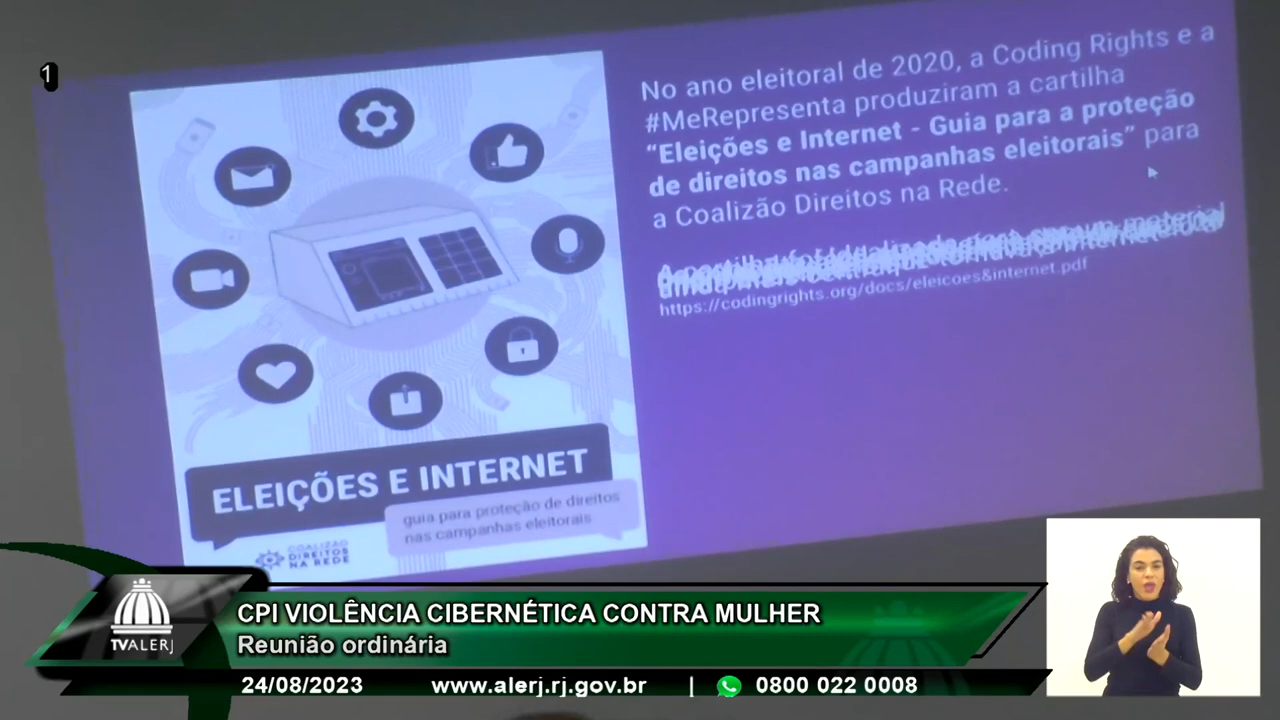 1
No ano eleitoral de 2020, a Coding Rights e a
#MeRepresenta produziram a cartilha
“Eleições e Internet - Guia para a proteção
de direitos nas campanhas eleitorais” para
a Coalizão Direitos na Rede.
https://codingrights.org/docs/eleicoes&internet.pdf
ELEIÇÕES E INTERNET
guia para proteção de direitos
nas campanhas eleitorais
COALIZÃO
DIREITOS
NA REDE
CPI VIOLÊNCIA CIBERNÉTICA CONTRA MULHER
Reunião ordinária
TVALERJ
24/08/2023 www.alerj.rj.gov.br | 0800 022 0008